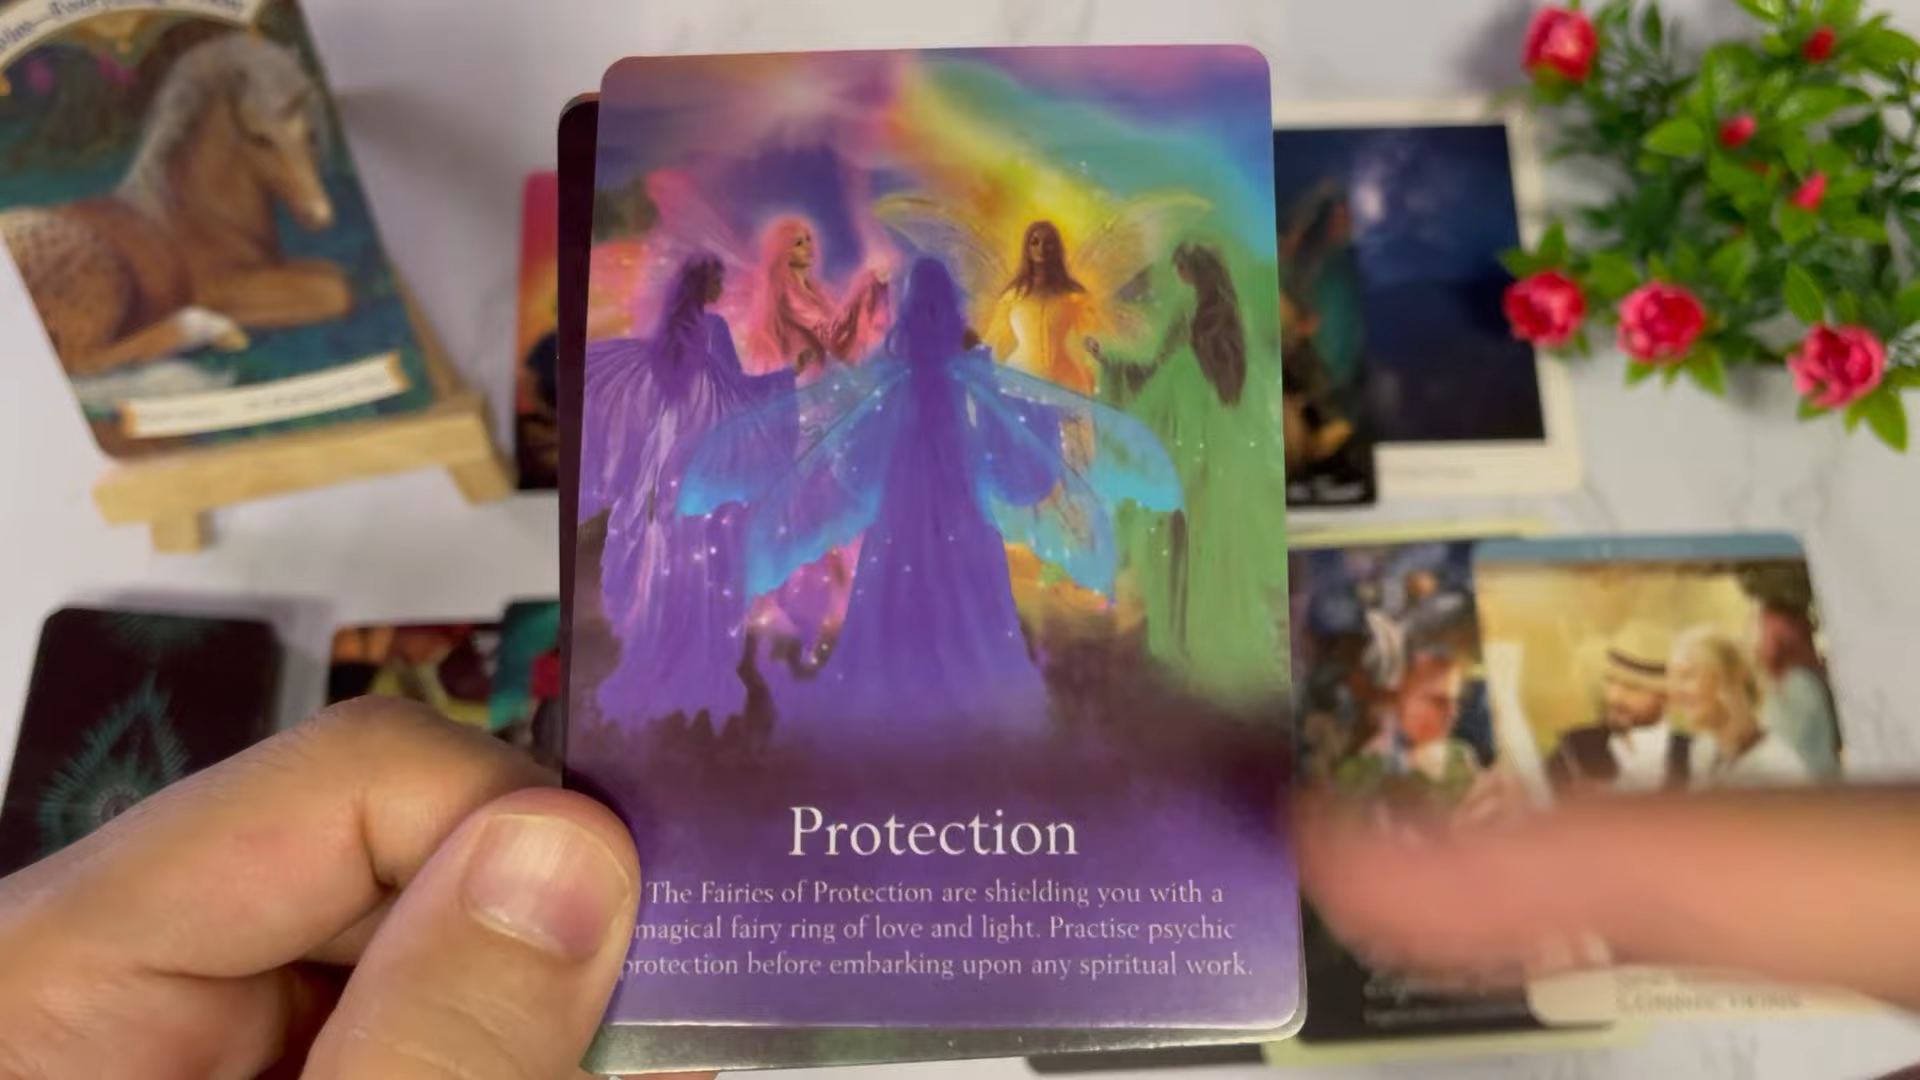 Protection
The Fairies of Protection are shielding you with a
magical fairy ring of love and light. Practise psychic
protection before embarking upon any spiritual work.